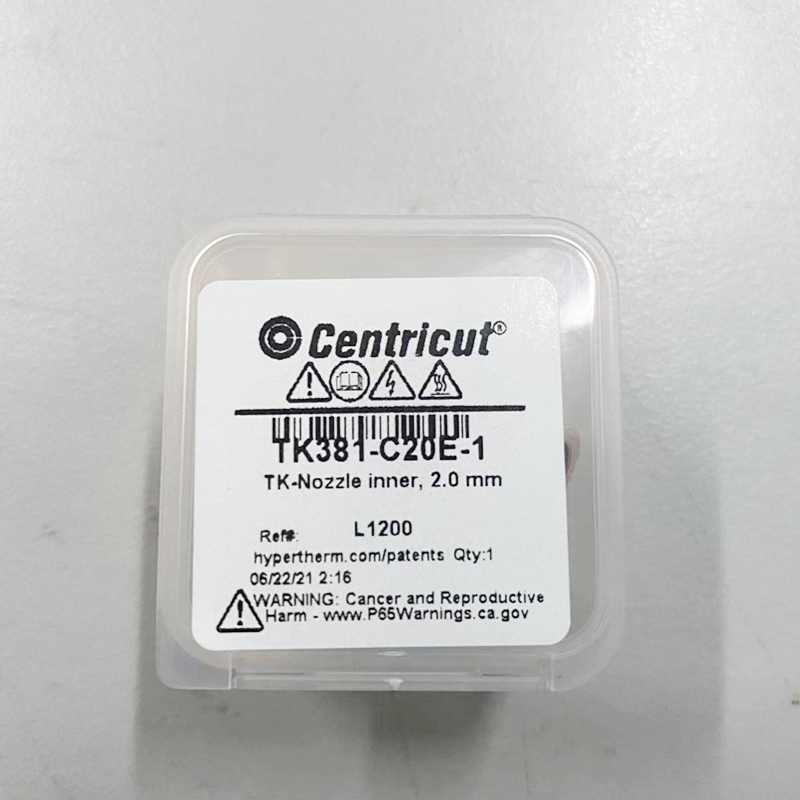 Centricut®
TK381-C20E-1
TK-Nozzle inner, 2.0 mm
Ref#: L1200
hypertherm.com/patents Qty:1
06/22/21 2:16
WARNING: Cancer and Reproductive
Harm - www.P65Warnings.ca.gov